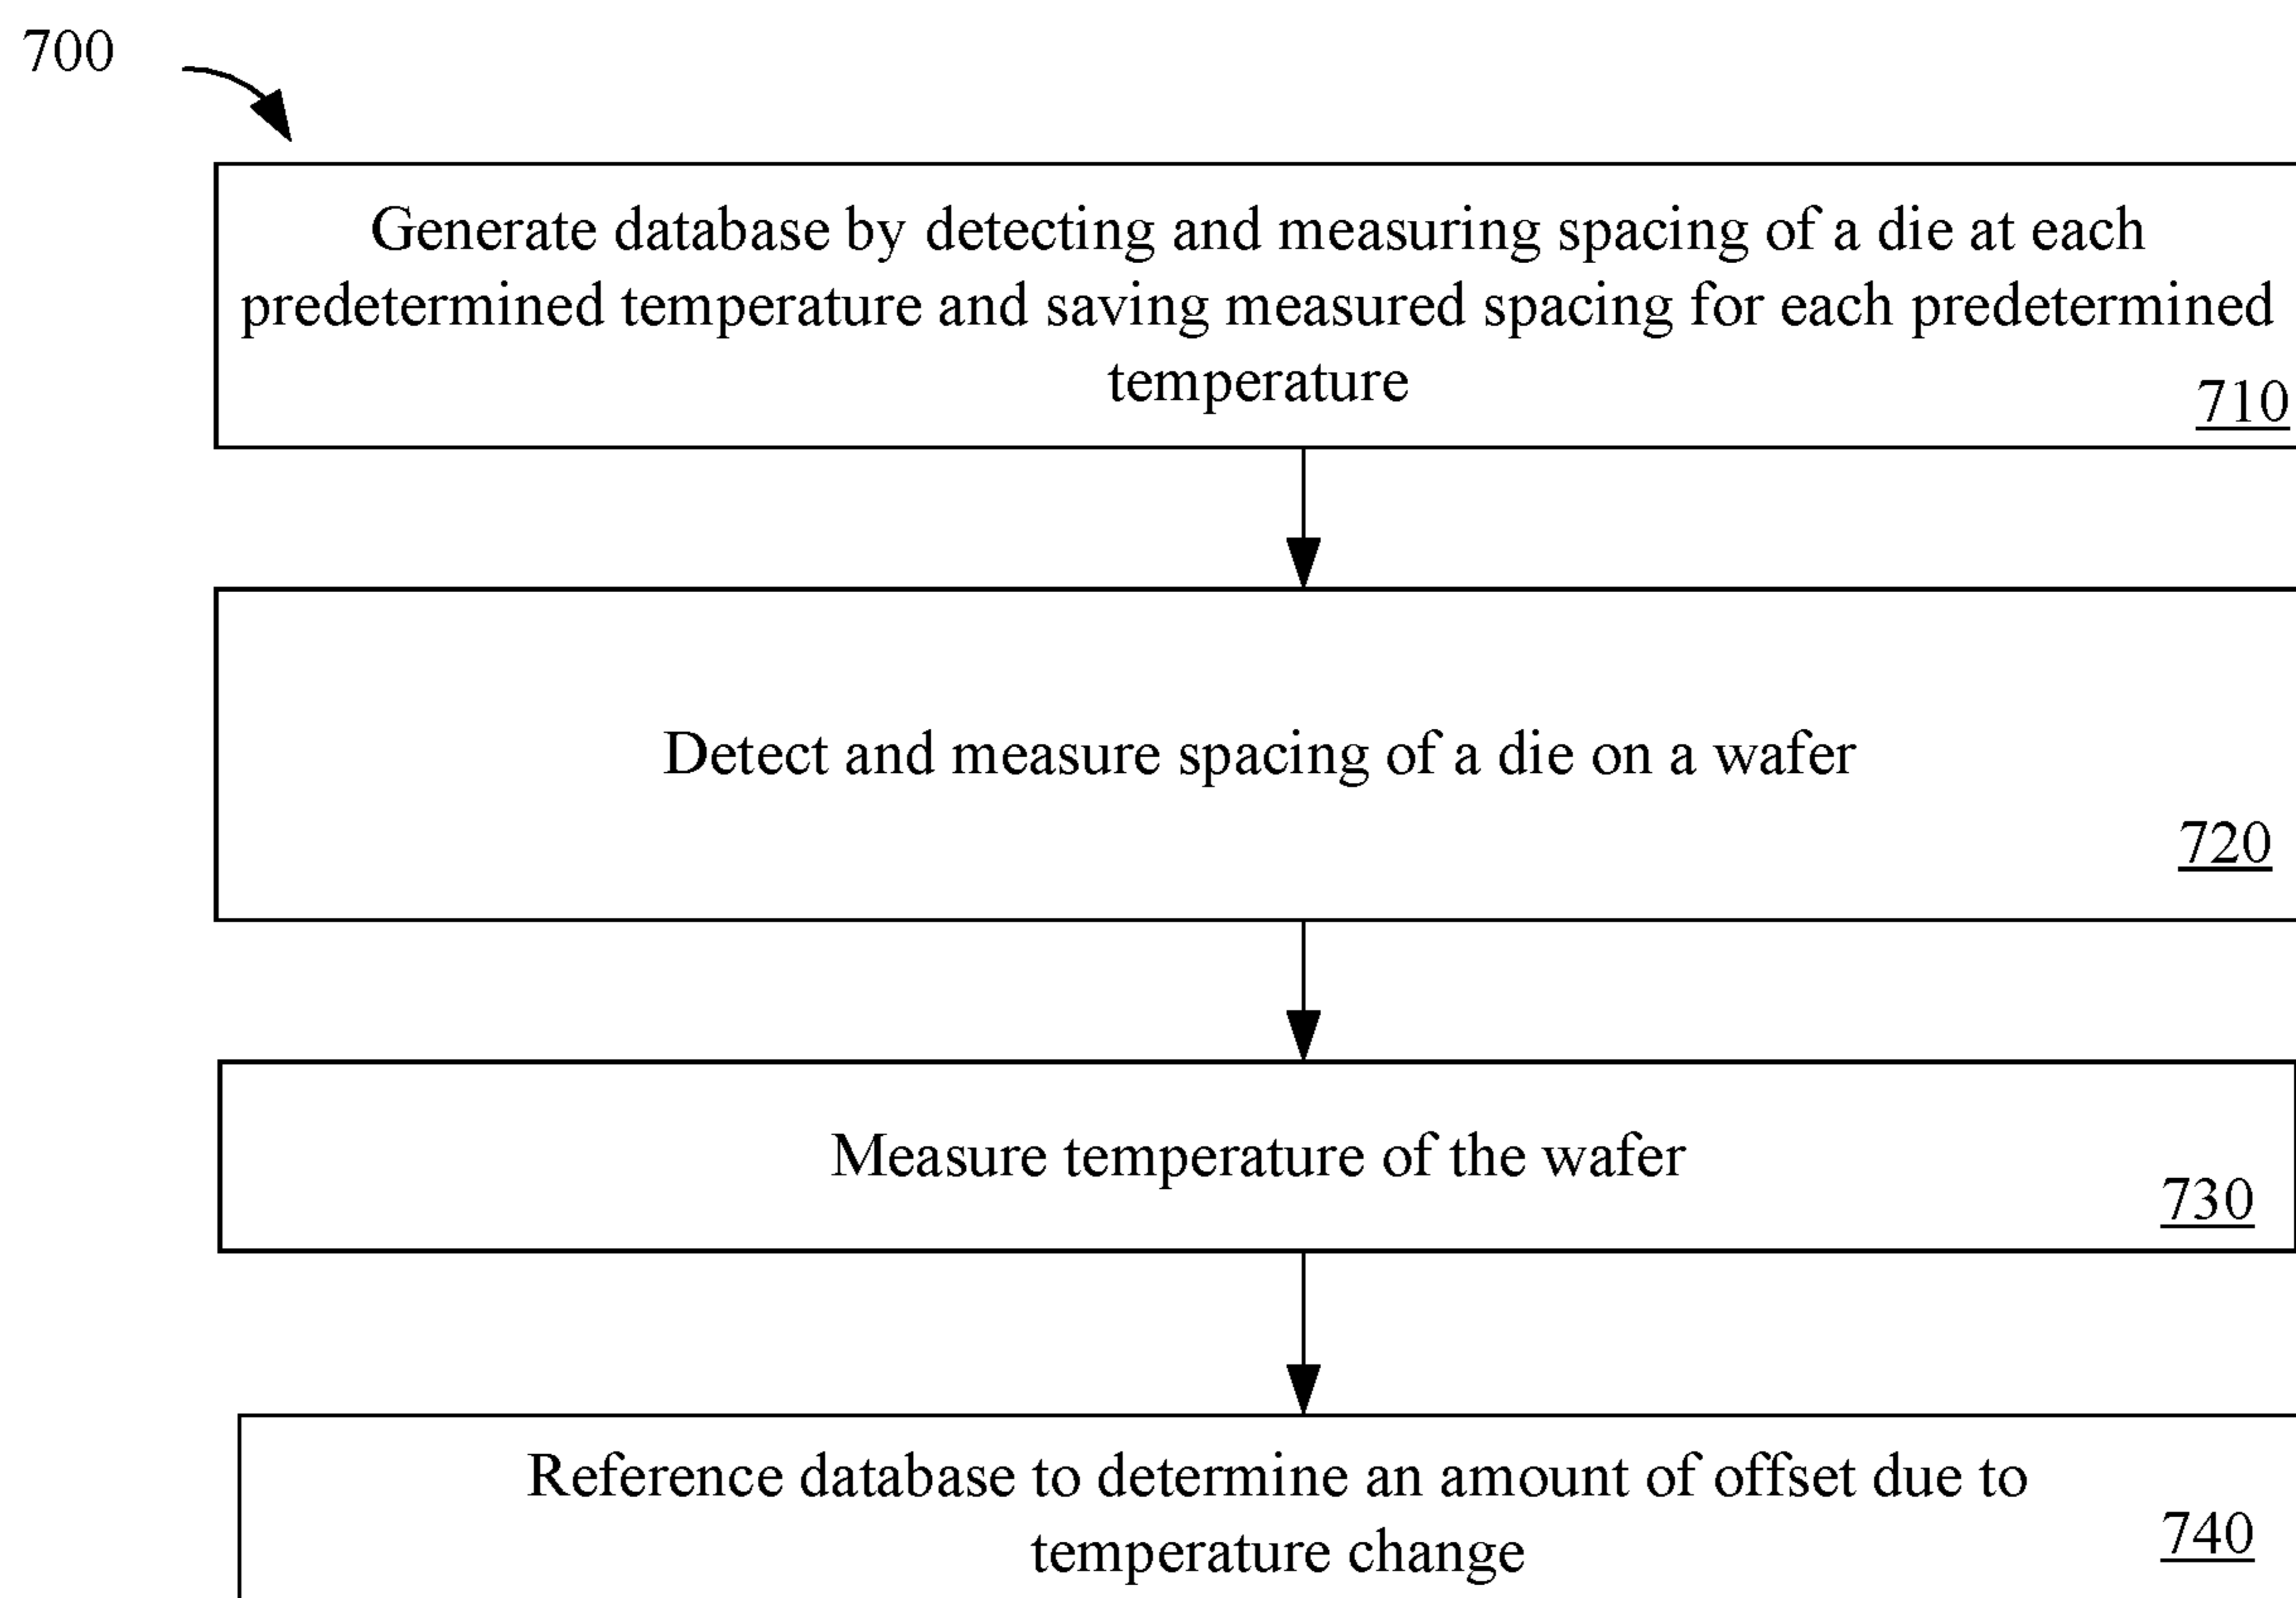 700
Generate database by detecting and measuring spacing of a die at each
predetermined temperature and saving measured spacing for each predetermined
temperature
710
Detect and measure spacing of a die on a wafer
720
Measure temperature of the wafer
730
Reference database to determine an amount of offset due to
temperature change
740